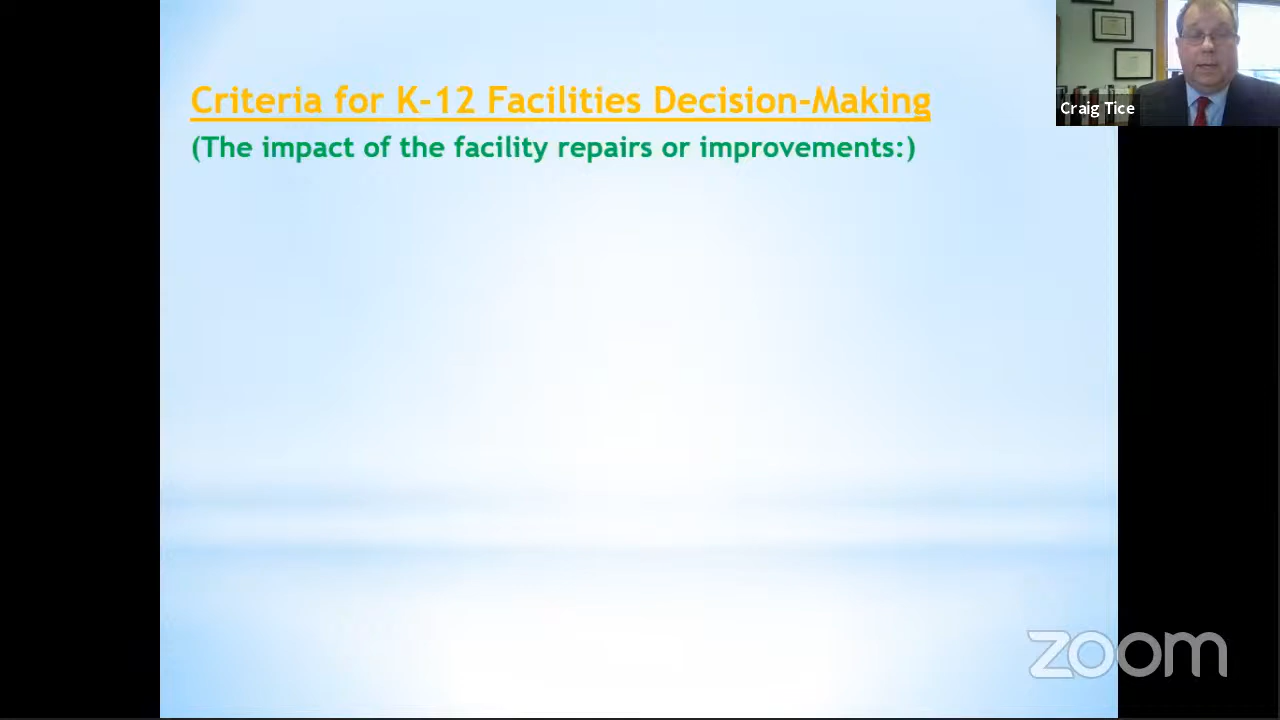 Criteria for K-12 Facilities Decision-Making
(The impact of the facility repairs or improvements:)
Craig Tice
zoom